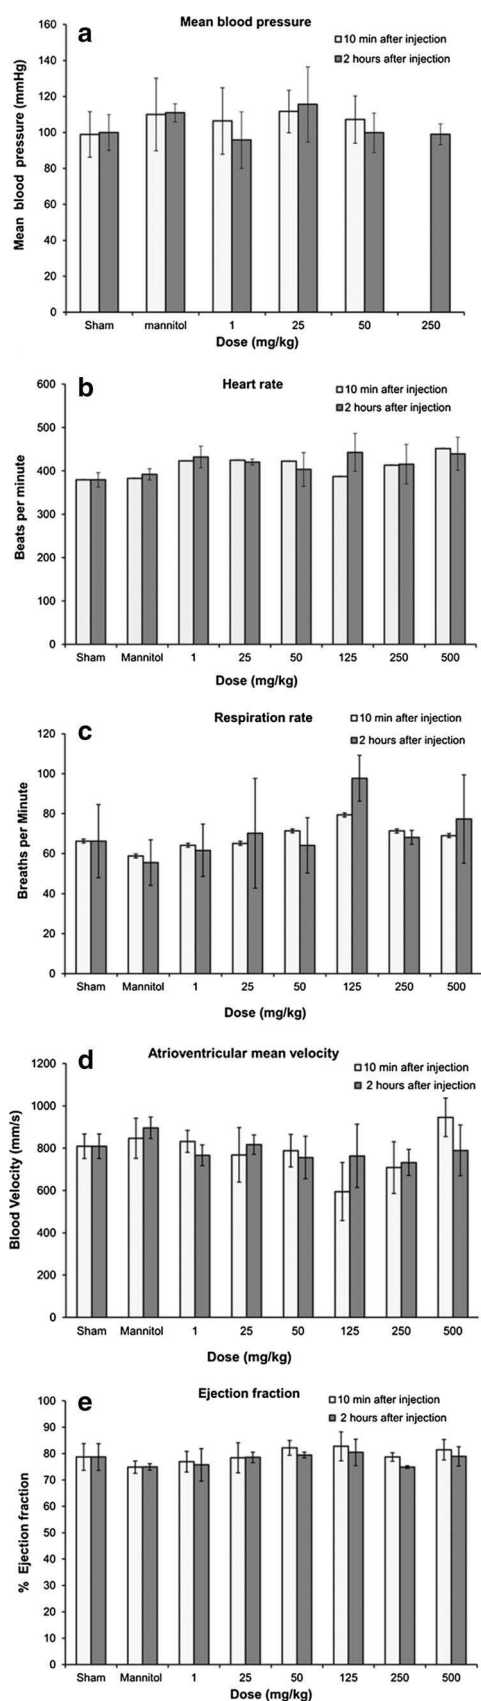 a
Mean blood pressure
10 min after injection
2 hours after injection
Mean blood pressure (mmHg)
160
140
120
100
80
60
40
20
0
Sham mannitol 1 25 50 250
Dose (mg/kg)
b
Heart rate
10 min after injection
2 hours after injection
Beats per minute
600
500
400
300
200
100
0
Sham Mannitol 1 25 50 125 250 500
Dose (mg/kg)
c
Respiration rate
10 min after injection
2 hours after injection
Breaths per Minute
120
100
80
60
40
20
0
Sham Mannitol 1 25 50 125 250 500
Dose (mg/kg)
d
Atrioventricular mean velocity
10 min after injection
2 hours after injection
Blood Velocity (mm/s)
1200
1000
800
600
400
200
0
Sham Mannitol 1 25 50 125 250 500
Dose (mg/kg)
e
Ejection fraction
10 min after injection
2 hours after injection
% Ejection fraction
100
90
80
70
60
50
40
30
20
10
0
Sham Mannitol 1 25 50 125 250 500
Dose (mg/kg)